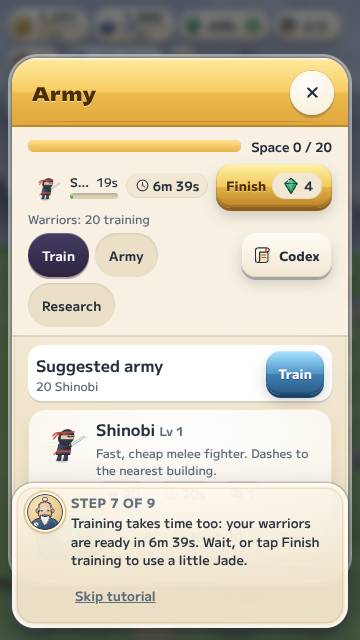 Army
Space 0 / 20
S... 19s
6m 39s
Finish
4
Warriors: 20 training
Train
Army
Codex
Research
Suggested army
20 Shinobi
Train
Shinobi Lv 1
Fast, cheap melee fighter. Dashes to
the nearest building.
STEP 7 OF 9
Training takes time too: your warriors
are ready in 6m 39s. Wait, or tap Finish
training to use a little Jade.
Skip tutorial